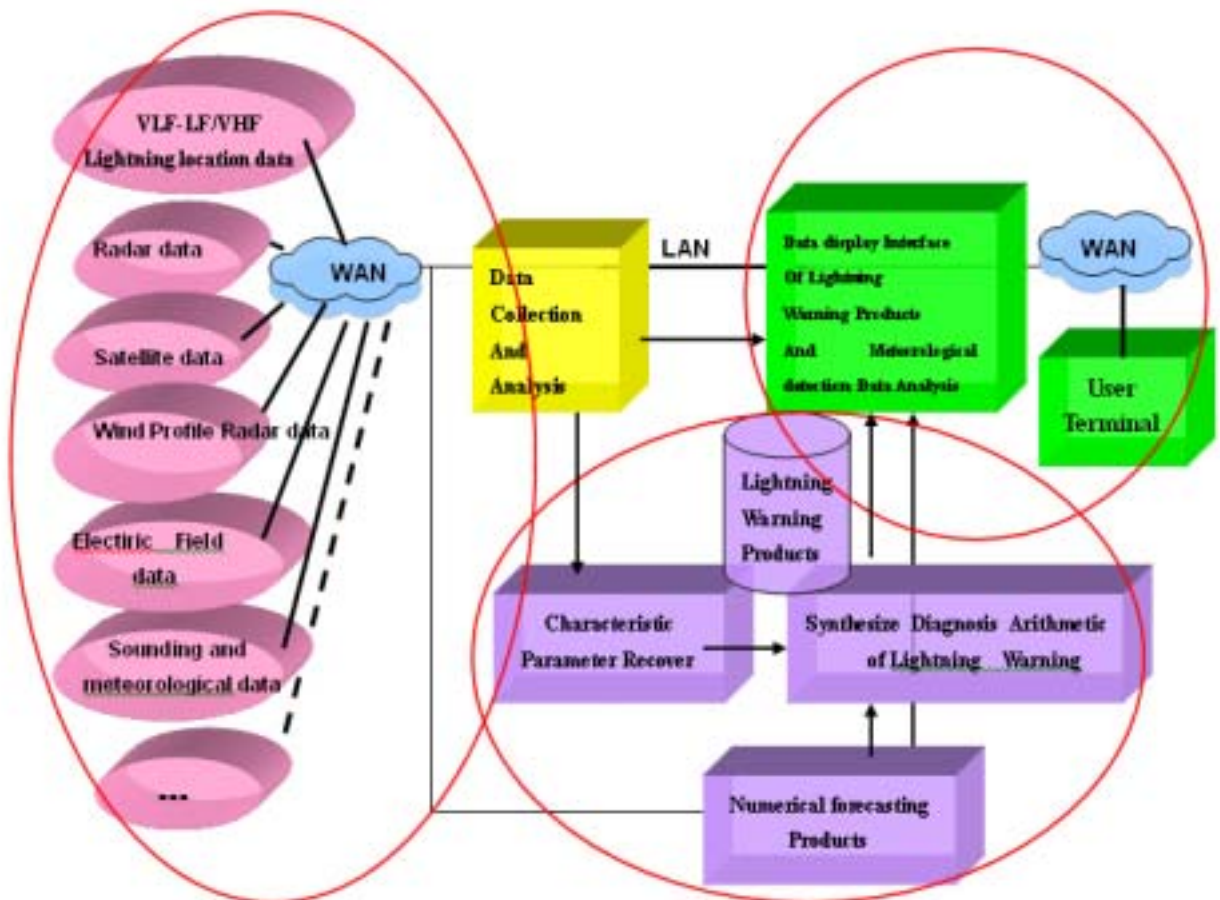 VLF-LF/VHF
Lightning location data
Radar data
WAN
Satellite data
Wind Profile Radar data
Electiric Field
data
Sounding and
meteorological data
---
Data
Collection
And
Analysis
LAN
Data display Interface
Of Lightning
Warning Products
And Meteorological
detection Data Analysis
WAN
User
Terminal
Lightning
Warning
Products
Characteristic
Parameter Recover
Synthesize Diagnosis Arithmetic
of Lightning Warning
Numerical forecasting
Products